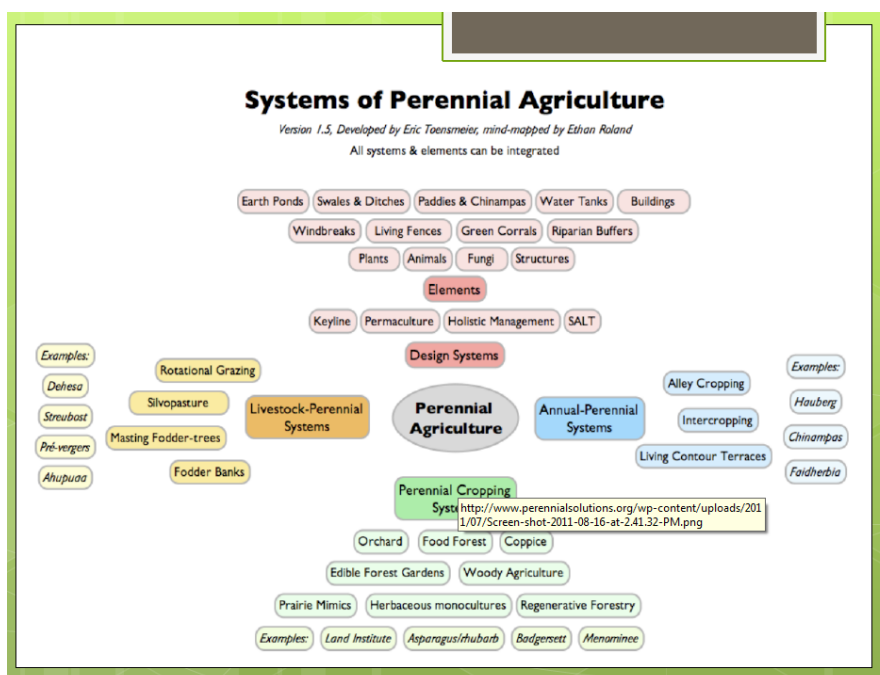 Systems of Perennial Agriculture
Version 1.5, Developed by Eric Toensmeier, mind-mapped by Ethan Roland
All systems & elements can be integrated
Earth Ponds
Swales & Ditches
Paddies & Chinampas
Water Tanks
Buildings
Windbreaks
Living Fences
Green Corrals
Riparian Buffers
Plants
Animals
Fungi
Structures
Elements
Keyline
Permaculture
Holistic Management
SALT
Design Systems
Examples:
Dehesa
Streubost
Pré-vergers
Ahupuaa
Rotational Grazing
Silvopasture
Masting Fodder-trees
Fodder Banks
Livestock-Perennial
Systems
Perennial
Agriculture
Annual-Perennial
Systems
Alley Cropping
Intercropping
Living Contour Terraces
Examples:
Hauberg
Chinampas
Faidherbia
Perennial Cropping
http://www.perennialsolutions.org/wp-content/uploads/201
1/07/Screen-shot-2011-08-16-at-2.41.32-PM.png
Orchard
Food Forest
Coppice
Edible Forest Gardens
Woody Agriculture
Prairie Mimics
Herbaceous monocultures
Regenerative Forestry
Examples:
Land Institute
Asparagus/rhubarb
Badgersett
Menominee